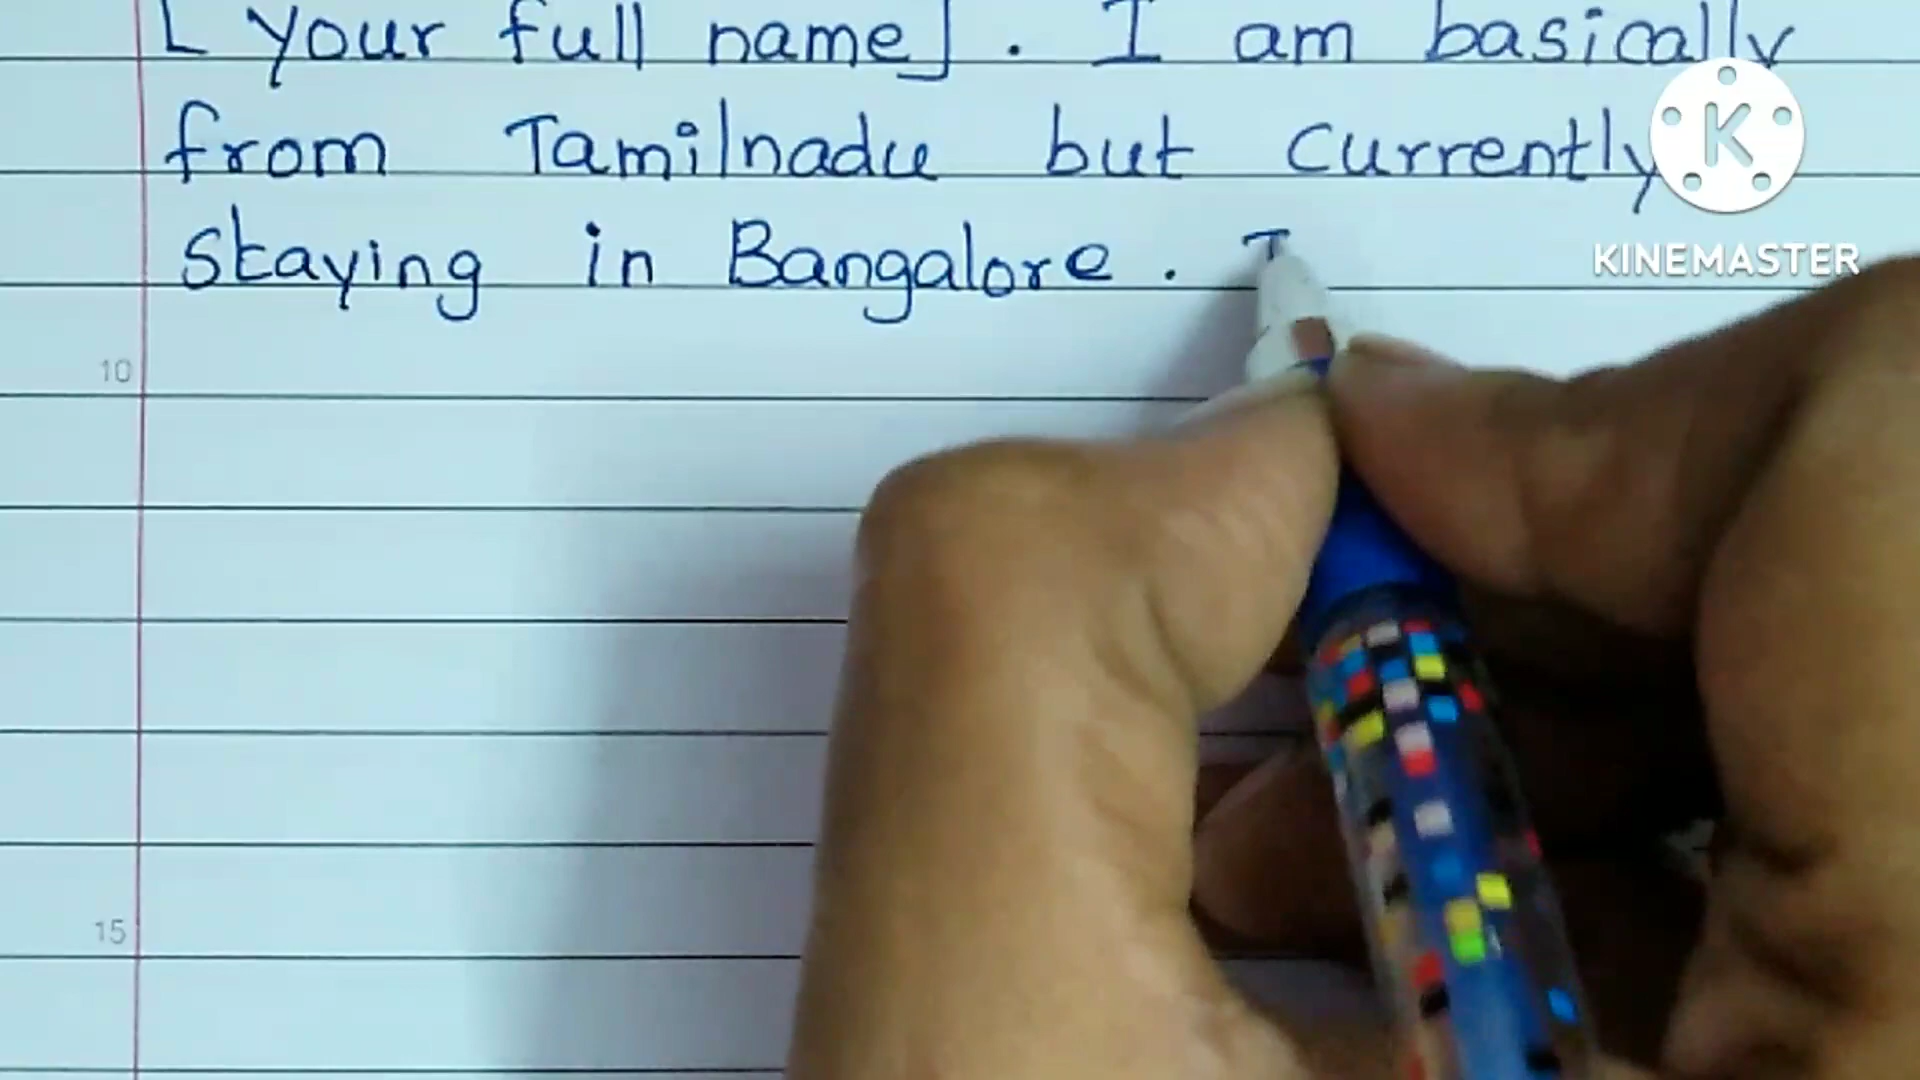 [your full name]. I am basically
from Tamilnadu but currently
staying in Bangalore. I
K
KINEMASTER
10
15